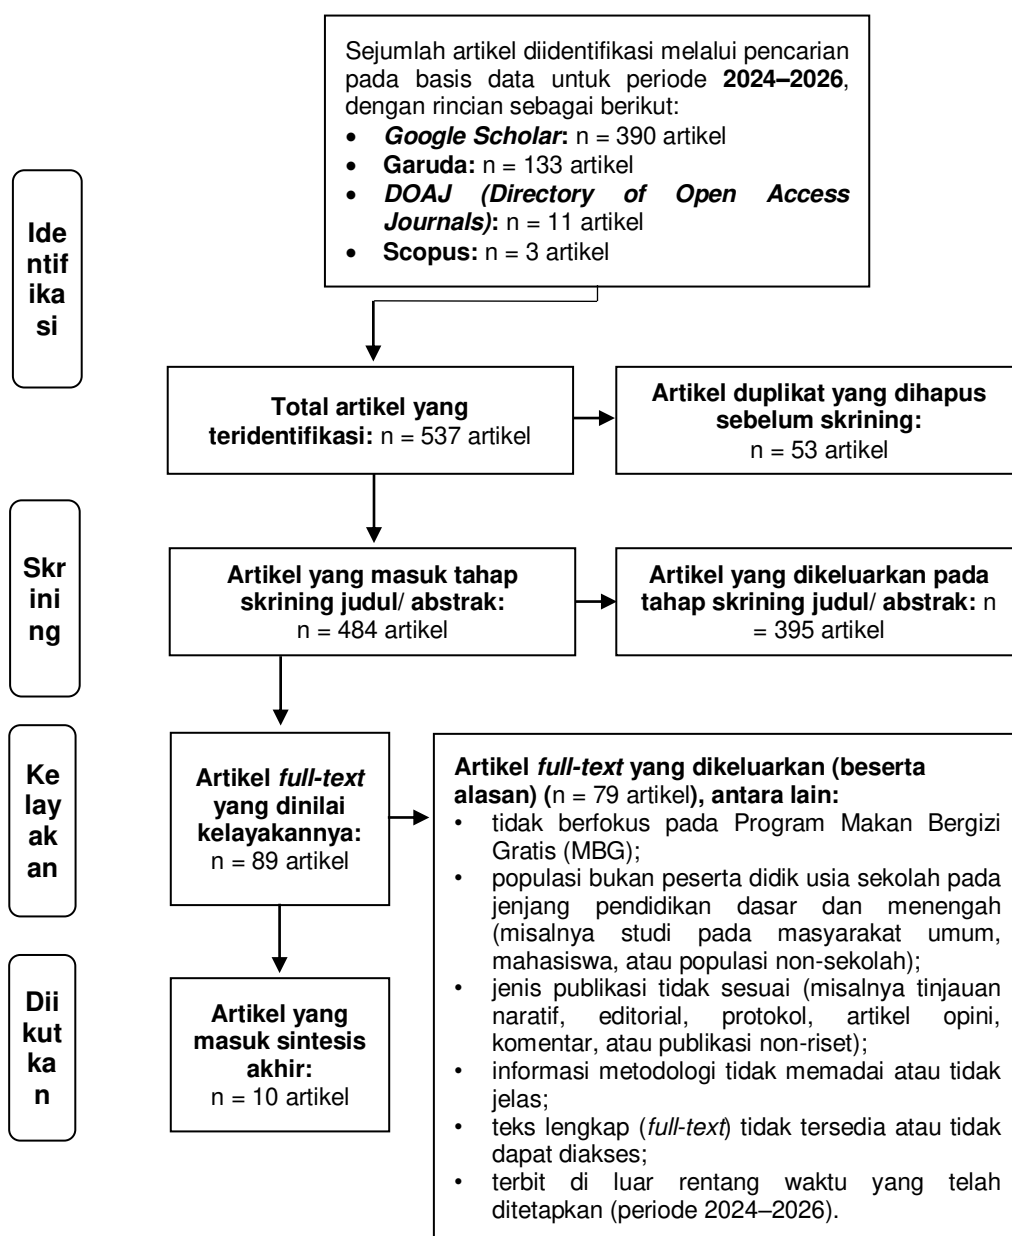 Sejumlah artikel diidentifikasi melalui pencarian
pada basis data untuk periode 2024–2026,
dengan rincian sebagai berikut:
• Google Scholar: n = 390 artikel
• Garuda: n = 133 artikel
• DOAJ (Directory of Open Access
Journals): n = 11 artikel
• Scopus: n = 3 artikel
Ide
ntif
ika
si
Total artikel yang
teridentifikasi: n = 537 artikel
Artikel duplikat yang dihapus
sebelum skrining:
n = 53 artikel
Skr
ini
ng
Artikel yang masuk tahap
skrining judul/ abstrak:
n = 484 artikel
Artikel yang dikeluarkan pada
tahap skrining judul/ abstrak: n
= 395 artikel
Ke
lay
ak
an
Artikel full-text
yang dinilai
kelayakannya:
n = 89 artikel
Artikel full-text yang dikeluarkan (beserta
alasan) (n = 79 artikel), antara lain:
• tidak berfokus pada Program Makan Bergizi
Gratis (MBG);
• populasi bukan peserta didik usia sekolah pada
jenjang pendidikan dasar dan menengah
(misalnya studi pada masyarakat umum,
mahasiswa, atau populasi non-sekolah);
• jenis publikasi tidak sesuai (misalnya tinjauan
naratif, editorial, protokol, artikel opini,
komentar, atau publikasi non-riset);
• informasi metodologi tidak memadai atau tidak
jelas;
• teks lengkap (full-text) tidak tersedia atau tidak
dapat diakses;
• terbit di luar rentang waktu yang telah
ditetapkan (periode 2024–2026).
Dii
kut
ka
n
Artikel yang
masuk sintesis
akhir:
n = 10 artikel